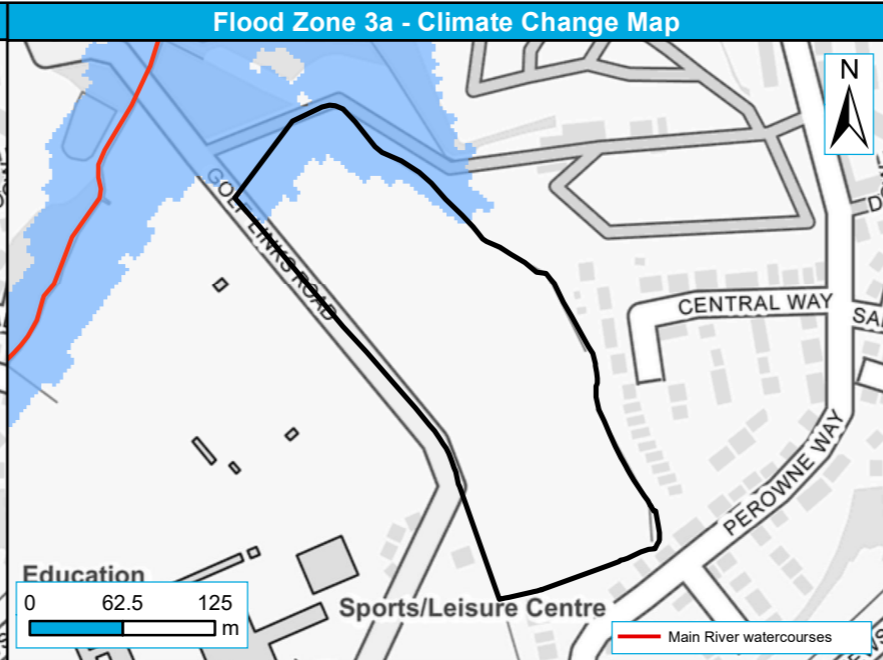 Flood Zone 3a - Climate Change Map
N
GOLF LINKS ROAD
CENTRAL WAY
PEROWNE WAY
Education
Sports/Leisure Centre
0 62.5 125
m
Main River watercourses